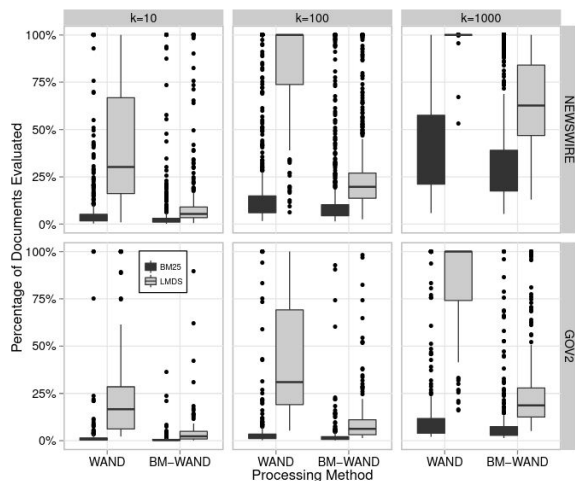 k=10 k=100 k=1000
Percentage of Documents Evaluated
100%
75%
50%
25%
0%
NEWSWIRE
100%
75%
50%
25%
0%
BM25
LMDS
GOV2
WAND BM-WAND WAND BM-WAND WAND BM-WAND
Processing Method